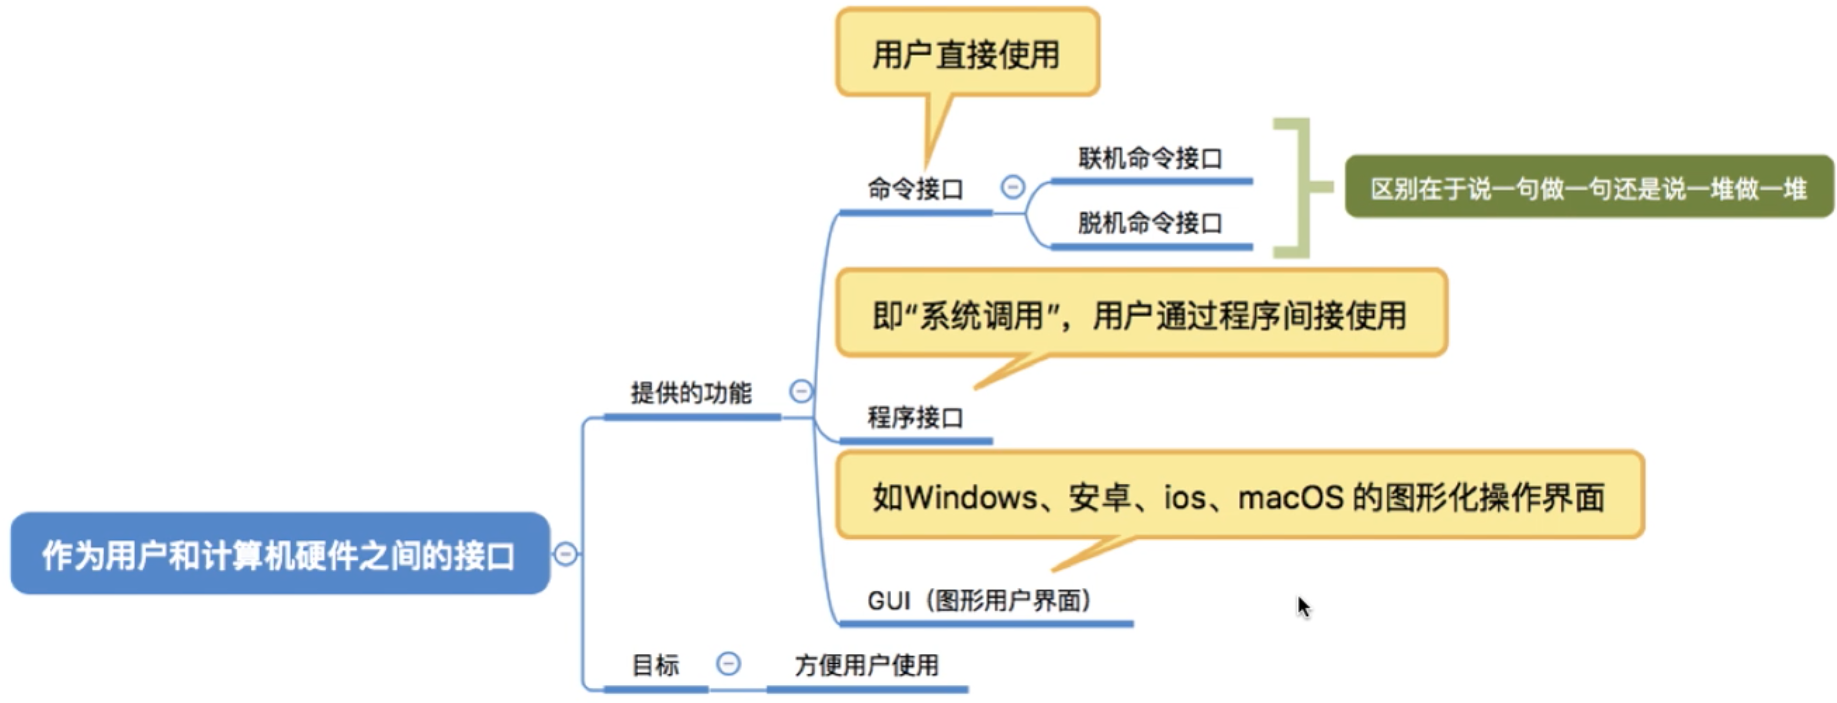 用户直接使用
联机命令接口
命令接口
区别在于说一句做一句还是说一堆做一堆
脱机命令接口
即“系统调用”，用户通过程序间接使用
提供的功能
程序接口
如Windows、安卓、ios、macOS 的图形化操作界面
作为用户和计算机硬件之间的接口
GUI（图形用户界面）
目标
方便用户使用